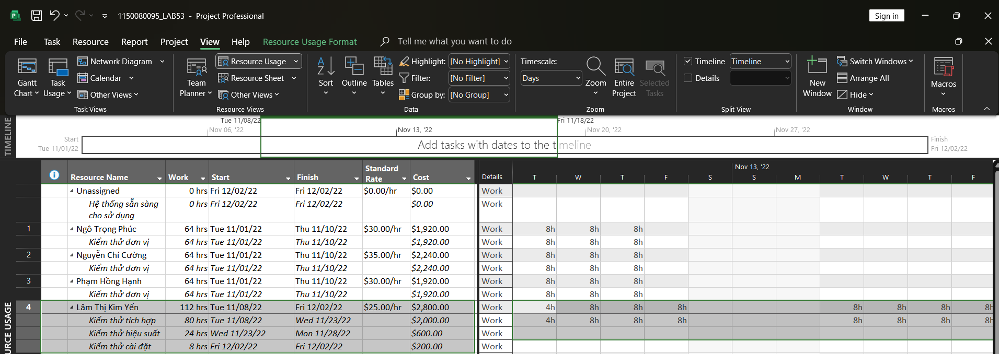 1150080095_LAB53 - Project Professional
Sign in
File Task Resource Report Project View Help Resource Usage Format Tell me what you want to do
Gantt Chart
Task Usage
Network Diagram
Calendar
Other Views
Task Views
Team Planner
Resource Usage
Resource Sheet
Other Views
Resource Views
Sort
Outline
Tables
Highlight: [No Highlight]
Filter: [No Filter]
Group by: [No Group]
Data
Timescale:
Days
Zoom
Entire Project
Selected Tasks
Zoom
Timeline Timeline
Details
Split View
New Window
Switch Windows
Arrange All
Hide
Window
Macros
Macros
TIMELINE
Tue 11/08/22 Fri 11/18/22
Nov 06, '22 Nov 13, '22 Nov 20, '22 Nov 27, '22
Start
Tue 11/01/22
Add tasks with dates to the timeline
Finish
Fri 12/02/22
Resource Name Work Start Finish Standard Rate Cost Details
Nov 13, '22
T W T F S S M T W T F
Unassigned 0 hrs Fri 12/02/22 Fri 12/02/22 $0.00/hr $0.00 Work
Hệ thống sẵn sàng cho sử dụng 0 hrs Fri 12/02/22 Fri 12/02/22 $0.00 Work
1 Ngô Trọng Phúc 64 hrs Tue 11/01/22 Thu 11/10/22 $30.00/hr $1,920.00 Work 8h 8h 8h
Kiểm thử đơn vị 64 hrs Tue 11/01/22 Thu 11/10/22 $1,920.00 Work 8h 8h 8h
2 Nguyễn Chí Cường 64 hrs Tue 11/01/22 Thu 11/10/22 $35.00/hr $2,240.00 Work 8h 8h 8h
Kiểm thử đơn vị 64 hrs Tue 11/01/22 Thu 11/10/22 $2,240.00 Work 8h 8h 8h
3 Phạm Hồng Hạnh 64 hrs Tue 11/01/22 Thu 11/10/22 $30.00/hr $1,920.00 Work 8h 8h 8h
Kiểm thử đơn vị 64 hrs Tue 11/01/22 Thu 11/10/22 $1,920.00 Work 8h 8h 8h
4 Lâm Thị Kim Yến 112 hrs Tue 11/08/22 Fri 12/02/22 $25.00/hr $2,800.00 Work 4h 8h 8h 8h 8h 8h 8h 8h
Kiểm thử tích hợp 80 hrs Tue 11/08/22 Wed 11/23/22 $2,000.00 Work 4h 8h 8h 8h 8h 8h 8h 8h
Kiểm thử hiệu suất 24 hrs Wed 11/23/22 Mon 11/28/22 $600.00 Work
Kiểm thử cài đặt 8 hrs Fri 12/02/22 Fri 12/02/22 $200.00 Work
URCE USAGE